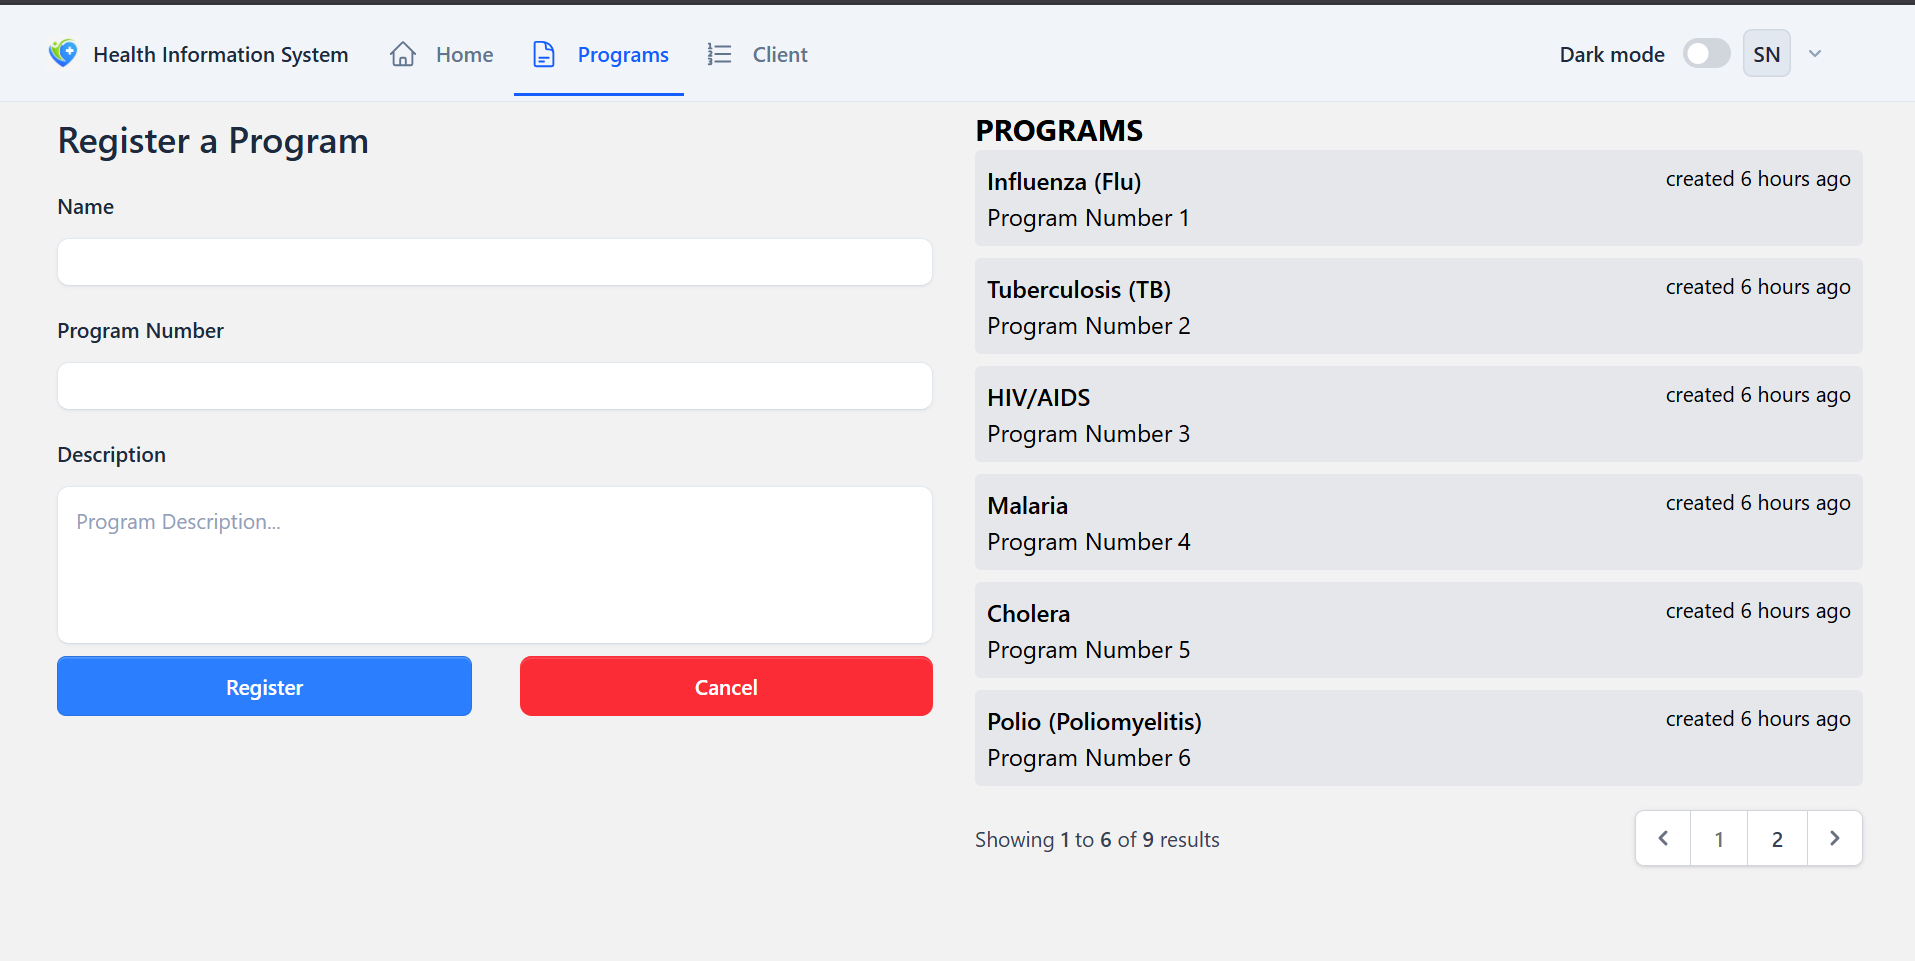 Health Information System
Home
Programs
Client
Dark mode
SN
Register a Program
Name
Program Number
Description
Program Description...
Register
Cancel
PROGRAMS
Influenza (Flu)
created 6 hours ago
Program Number 1
Tuberculosis (TB)
created 6 hours ago
Program Number 2
HIV/AIDS
created 6 hours ago
Program Number 3
Malaria
created 6 hours ago
Program Number 4
Cholera
created 6 hours ago
Program Number 5
Polio (Poliomyelitis)
created 6 hours ago
Program Number 6
Showing 1 to 6 of 9 results
1
2